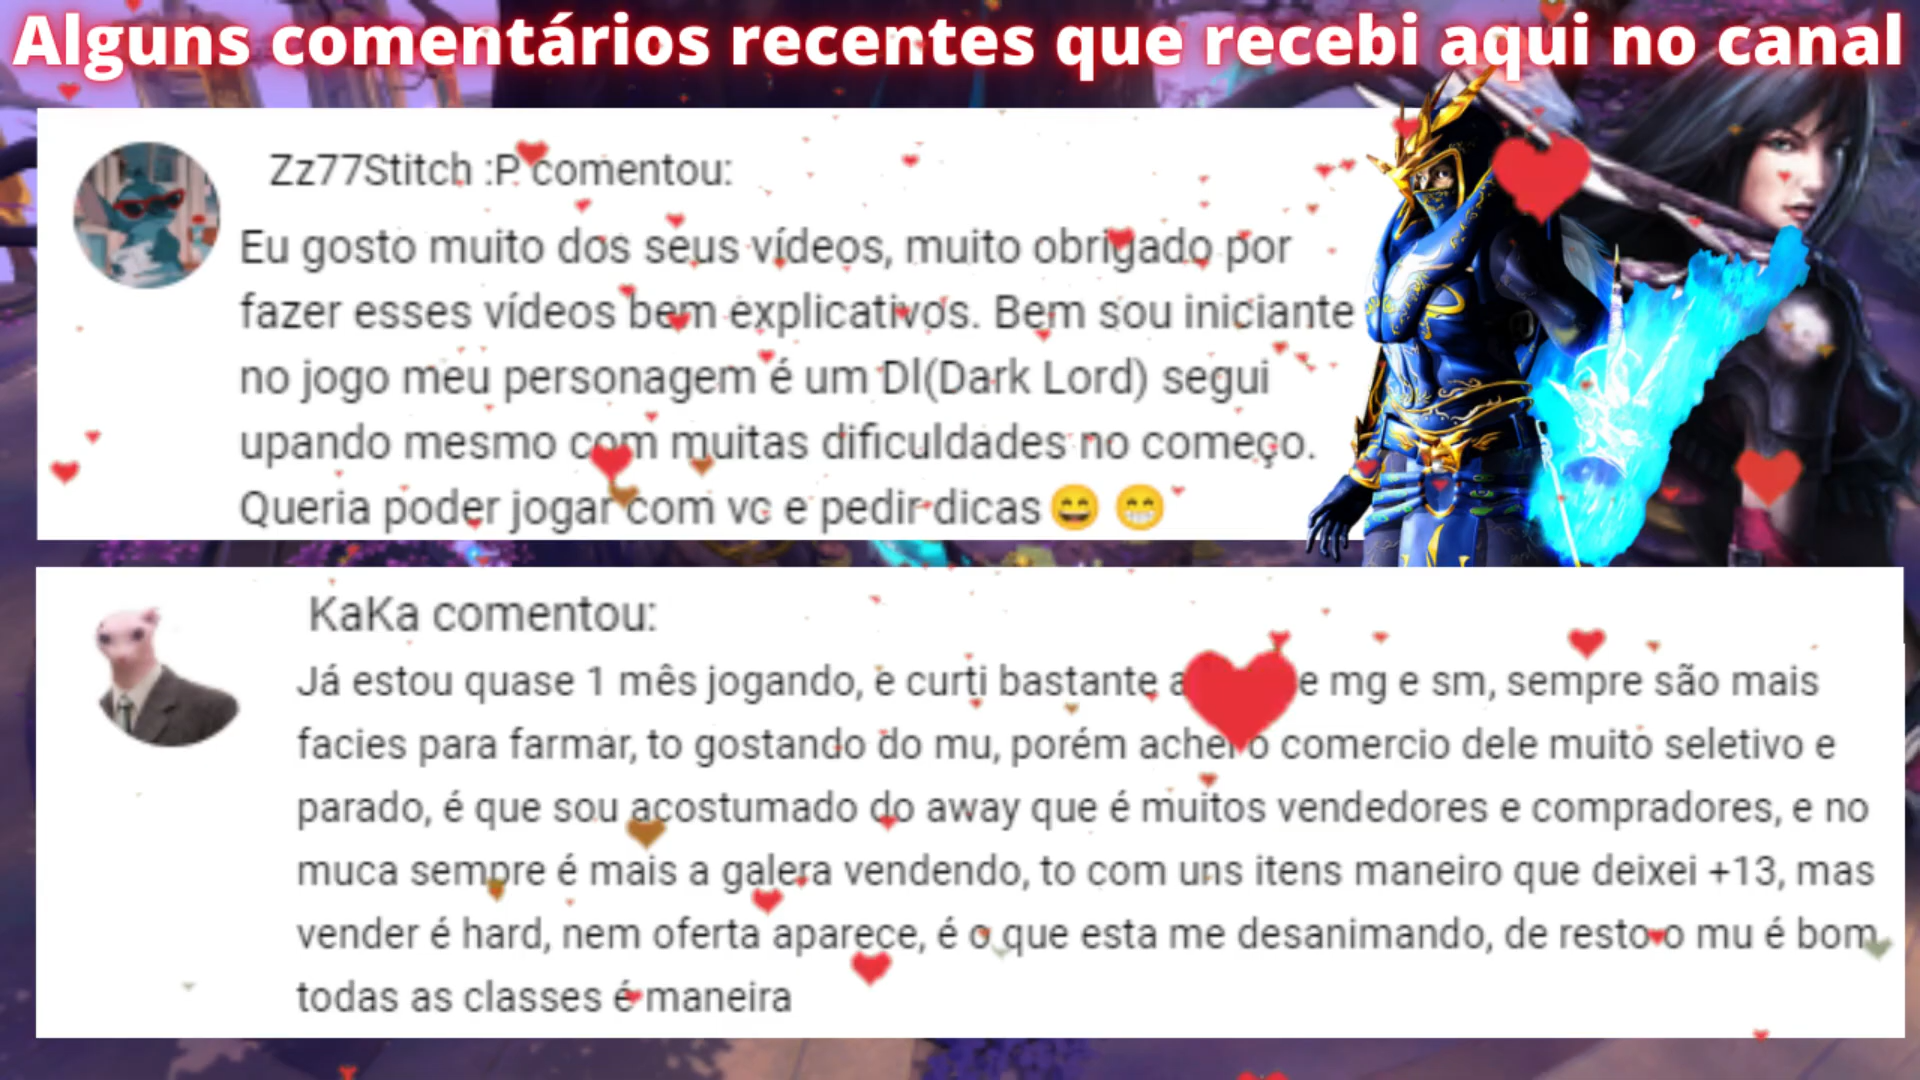 Alguns comentários recentes que recebi aqui no canal
Zz77Stitch :P comentou:
Eu gosto muito dos seus vídeos, muito obrigado por
fazer esses vídeos bem explicativos. Bem sou iniciante
no jogo meu personagem é um Dl(Dark Lord) segui
upando mesmo com muitas dificuldades no começo.
Queria poder jogar com vc e pedir dicas😄 😁
KaKa comentou:
Já estou quase 1 mês jogando, e curti bastante mg e sm, sempre são mais
facies para farmar, to gostando do mu, porém achei o comercio dele muito seletivo e
parado, é que sou acostumado do away que é muitos vendedores e compradores, e no
muca sempre é mais a galera vendendo, to com uns itens maneiro que deixei +13, mas
vender é hard, nem oferta aparece, é o que esta me desanimando, de resto o mu é bom
todas as classes é maneira